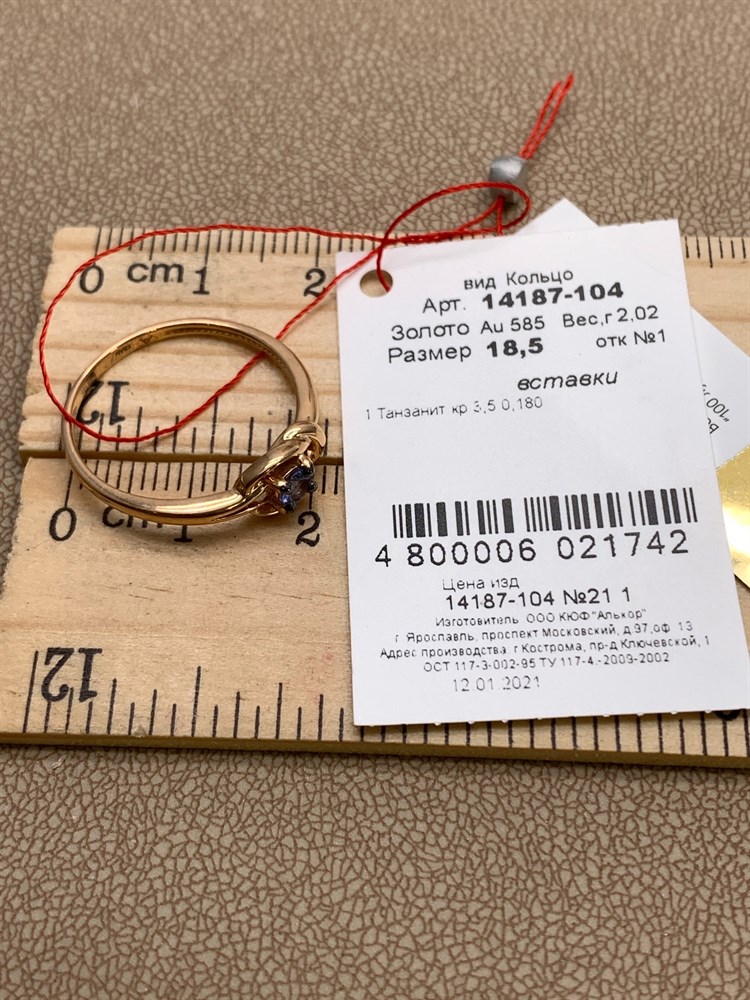 0 cm 1 2
вид Кольцо
Арт. 14187-104
Золото Au 585 Вес,г 2,02
Размер 18,5 отк №1
вставки
1 Танзанит кр 3,5 0,180
12
0 cm 1 2
4 800006 021742
Цена изд
14187-104 №21 1
Изготовитель ООО КЮФ "Алькор"
г Ярославль, проспект Московский, д.97,оф 13
Адрес производства г Кострома, пр-д Ключевской, 1
ОСТ 117-3-002-95 ТУ 117-4.-2009-2002
12.01.2021
12